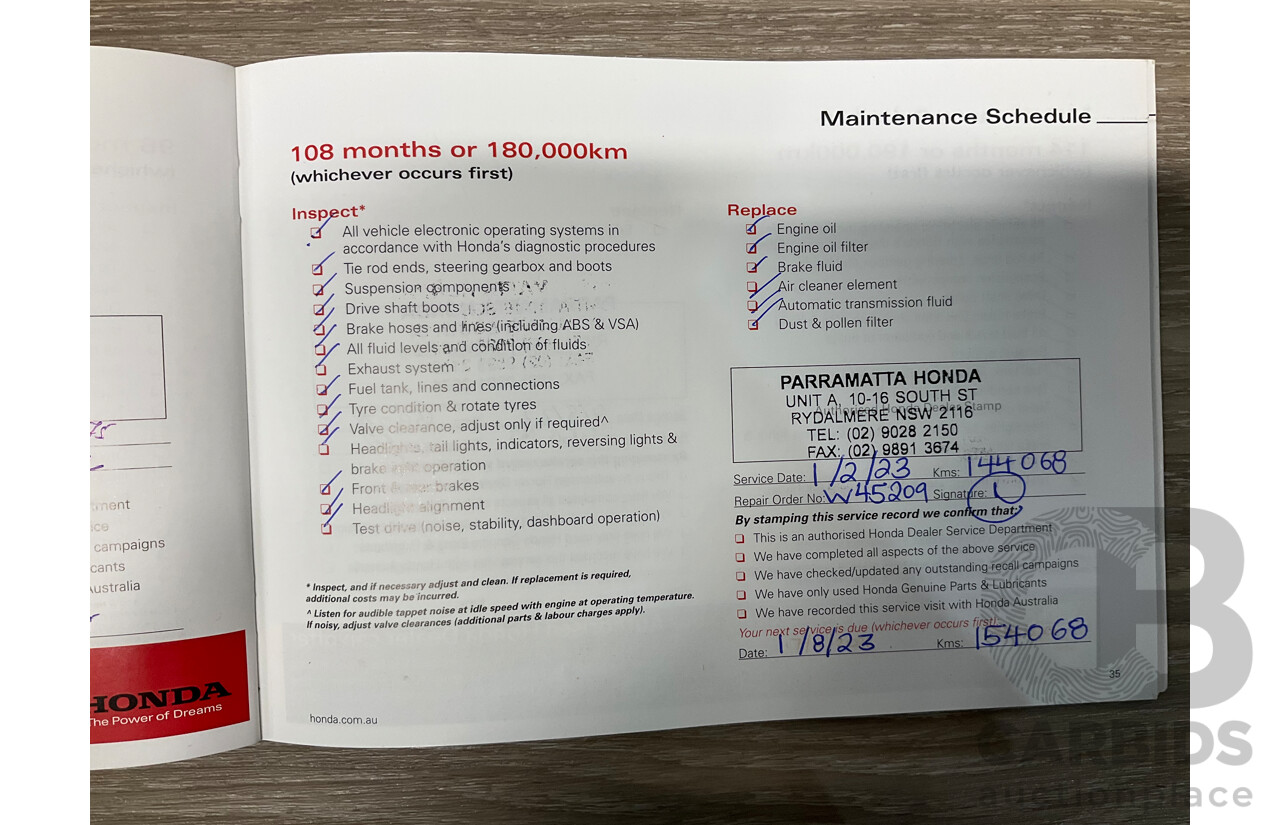 Maintenance Schedule
108 months or 180,000km
(whichever occurs first)
Inspect*
All vehicle electronic operating systems in
accordance with Honda's diagnostic procedures
Tie rod ends, steering gearbox and boots
Suspension components
Drive shaft boots
Brake hoses and lines (including ABS & VSA)
All fluid levels and condition of fluids
Exhaust system
Fuel tank, lines and connections
Tyre condition & rotate tyres
Valve clearance, adjust only if required^
Headlights, tail lights, indicators, reversing lights &
brake light operation
Front & rear brakes
Headlight alignment
Test drive (noise, stability, dashboard operation)
* Inspect, and if necessary adjust and clean. If replacement is required,
additional costs may be incurred.
^ Listen for audible tappet noise at idle speed with engine at operating temperature.
If noisy, adjust valve clearances (additional parts & labour charges apply).
honda.com.au
Replace
Engine oil
Engine oil filter
Brake fluid
Air cleaner element
Automatic transmission fluid
Dust & pollen filter
PARRAMATTA HONDA
UNIT A, 10-16 SOUTH ST
RYDALMERE NSW 2116
Authorised Honda Dealer Stamp
TEL: (02) 9028 2150
FAX: (02) 9891 3674
Service Date: 1/2/23 Kms: 144068
Repair Order No: W45209 Signature:
By stamping this service record we confirm that:
This is an authorised Honda Dealer Service Department
We have completed all aspects of the above service
We have checked/updated any outstanding recall campaigns
We have only used Honda Genuine Parts & Lubricants
We have recorded this service visit with Honda Australia
Your next service is due (whichever occurs first)
Date: 1/8/23 Kms: 154068
35
campaigns
HONDA
The Power of Dreams
CARBIDS
auctionplace